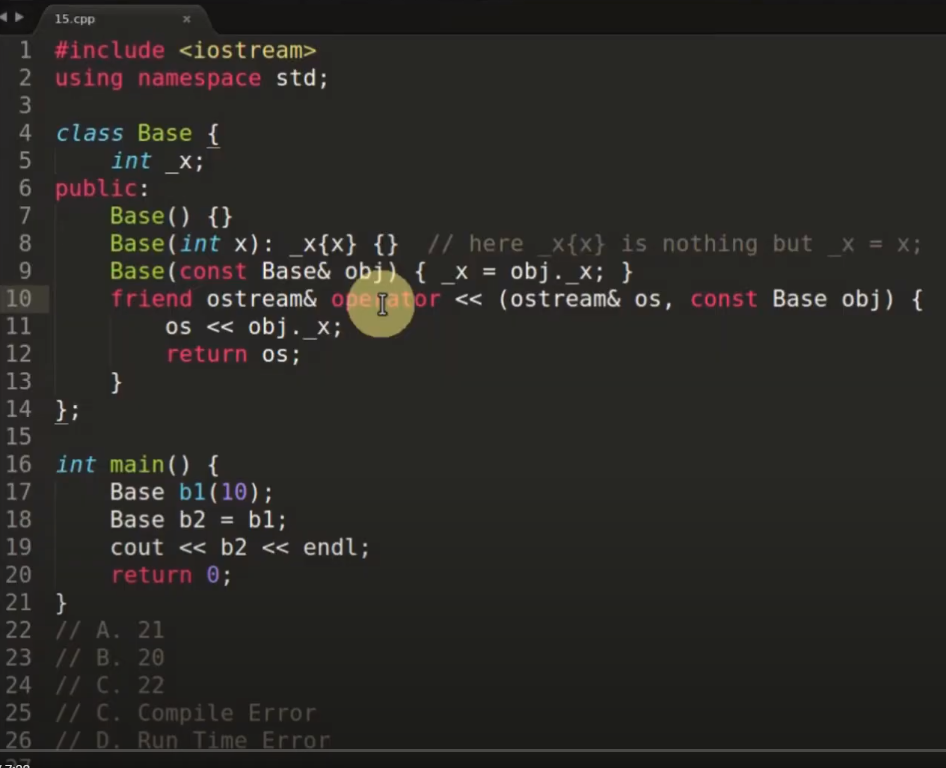 15.cpp ×
1 #include <iostream>
2 using namespace std;
3
4 class Base {
5     int _x;
6 public:
7     Base() {}
8     Base(int x): _x{x} {}  // here _x{x} is nothing but _x = x;
9     Base(const Base& obj) { _x = obj._x; }
10     friend ostream& operator << (ostream& os, const Base obj) {
11         os << obj._x;
12         return os;
13     }
14 };
15
16 int main() {
17     Base b1(10);
18     Base b2 = b1;
19     cout << b2 << endl;
20     return 0;
21 }
22 // A. 21
23 // B. 20
24 // C. 22
25 // C. Compile Error
26 // D. Run Time Error